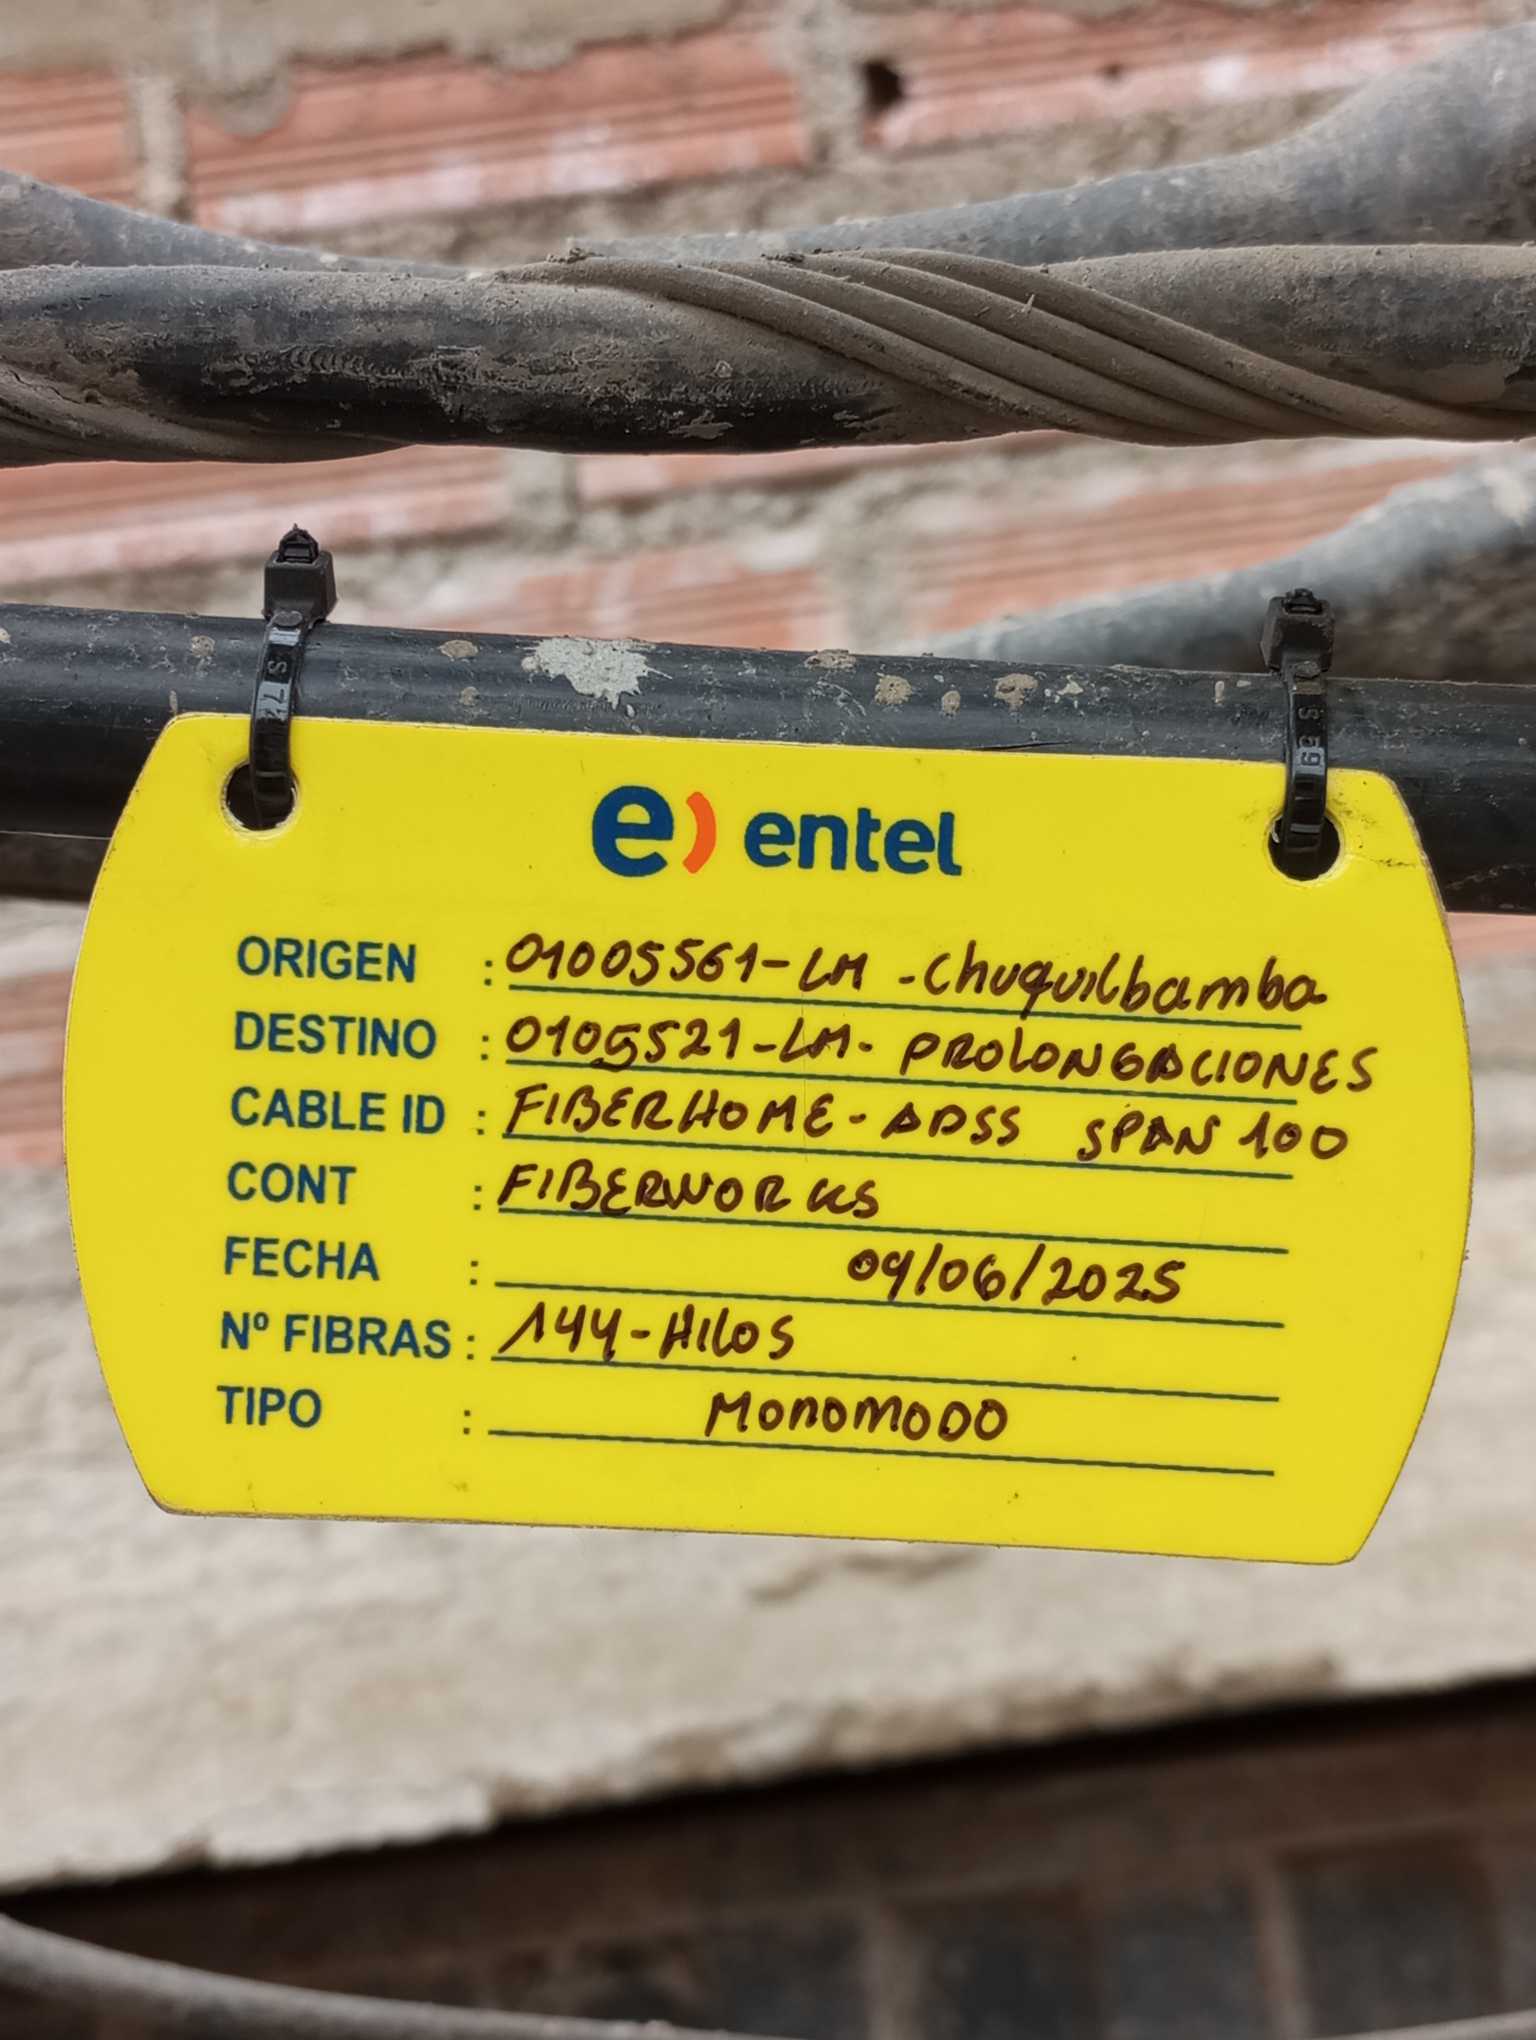 e) entel
ORIGEN : 01005561-LM -Chuquilbamba
DESTINO : 0105521-LM- PROLONGACIONES
CABLE ID : FIBERHOME-ADSS SPAN 100
CONT : FIBERWORKS
FECHA : 09/06/2025
Nº FIBRAS : 144-HILOS
TIPO : MONOMODO